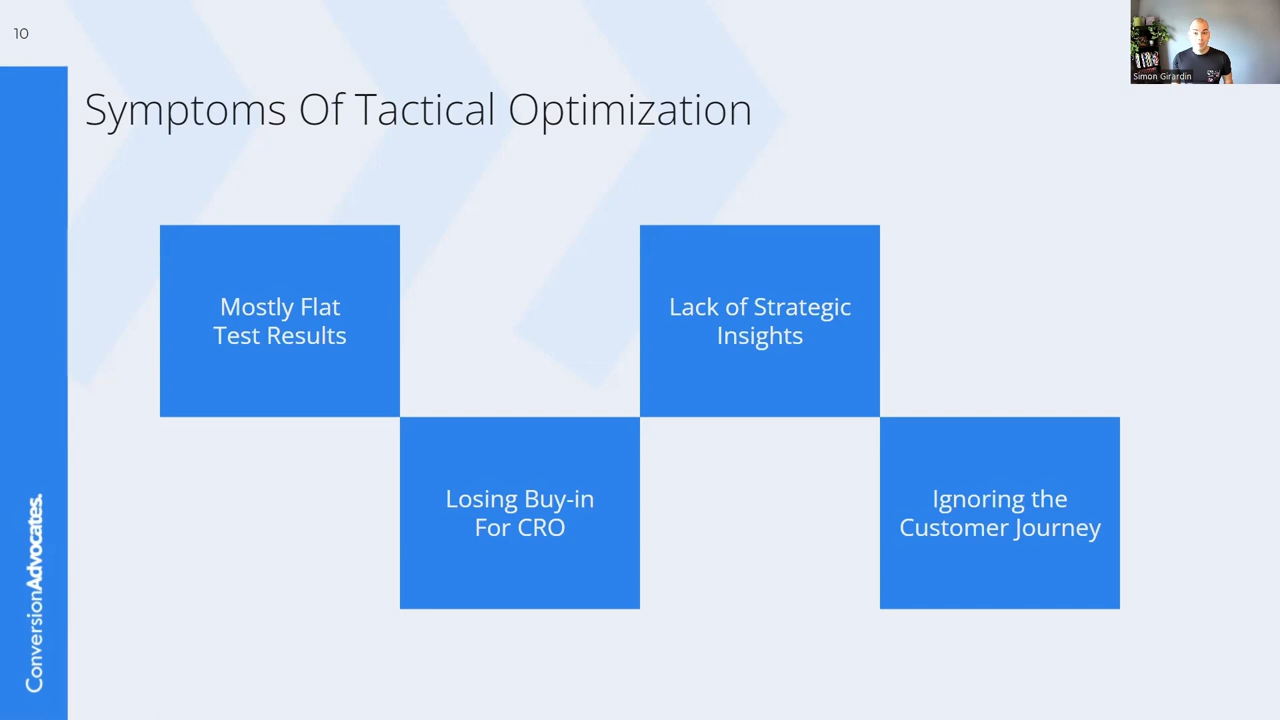 10
Simon Girardin
Symptoms Of Tactical Optimization
Mostly Flat
Test Results
Losing Buy-in
For CRO
Lack of Strategic
Insights
Ignoring the
Customer Journey
ConversionAdvocates.